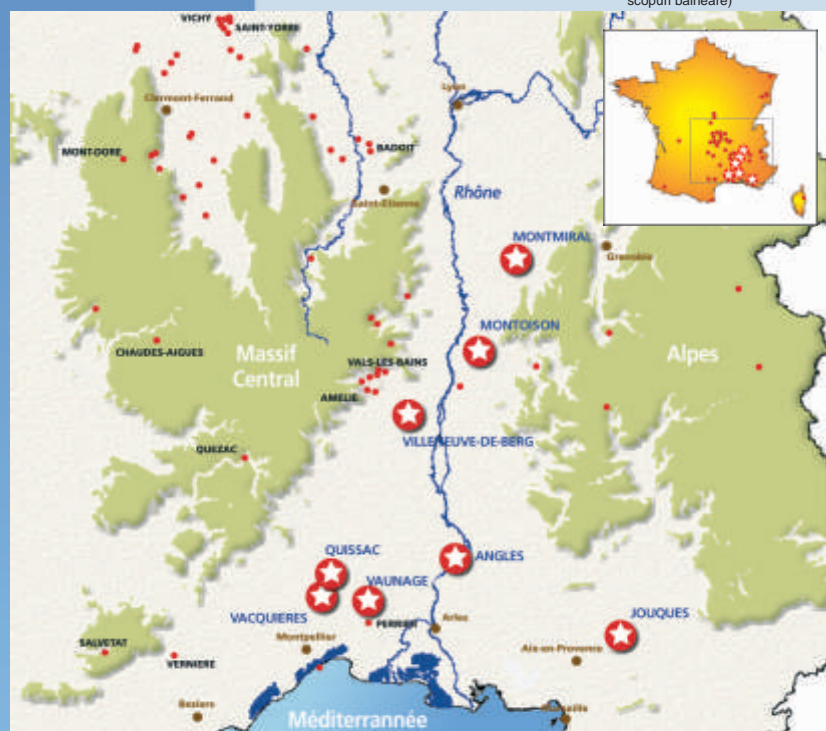 scopuri balneare)
VICHY
SAINT-YORRE
Clermont-Ferrand
Lyon
MONT-DORE
BADOIT
Saint-Etienne
Rhône
MONTMIRAL
Grenoble
MONTOISON
CHAUDES-AIGUES
Massif
Central
VALS-LES-BAINS
Alpes
AMELIE
VILLENEUVE-DE-BERG
QUEZAC
QUISSAC
ANGLES
VAUNAGE
VACQUIERES
PERRIER
Arles
JOUQUES
SALVETAT
VERNIERE
Montpellier
Aix-en-Provence
Beziers
Méditerrannée
Marseille